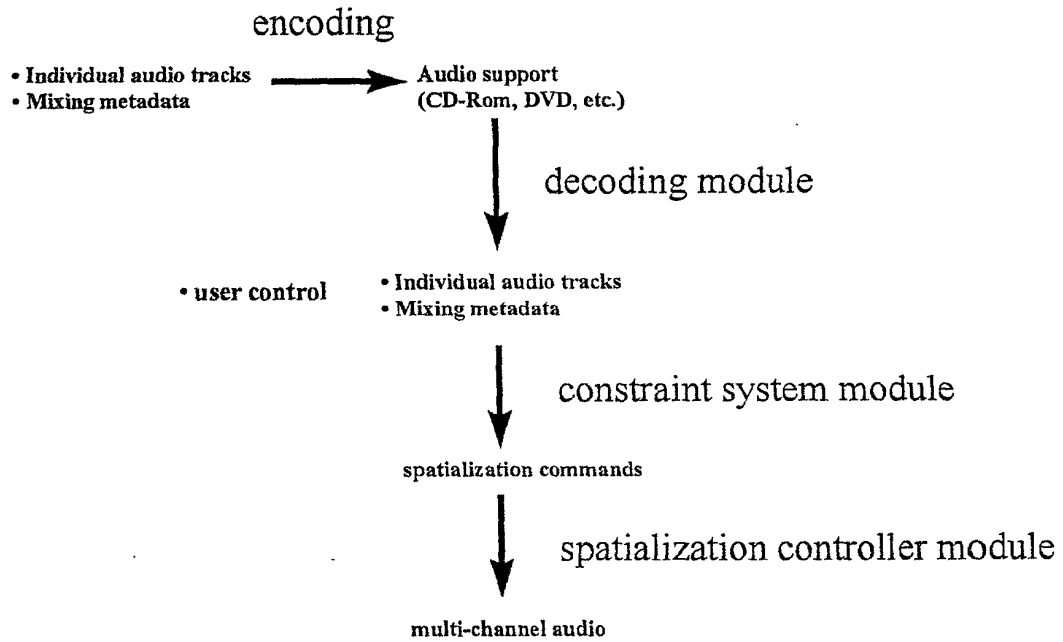 encoding
• Individual audio tracks
• Mixing metadata
Audio support
(CD-Rom, DVD, etc.)
decoding module
• user control
• Individual audio tracks
• Mixing metadata
constraint system module
spatialization commands
spatialization controller module
multi-channel audio